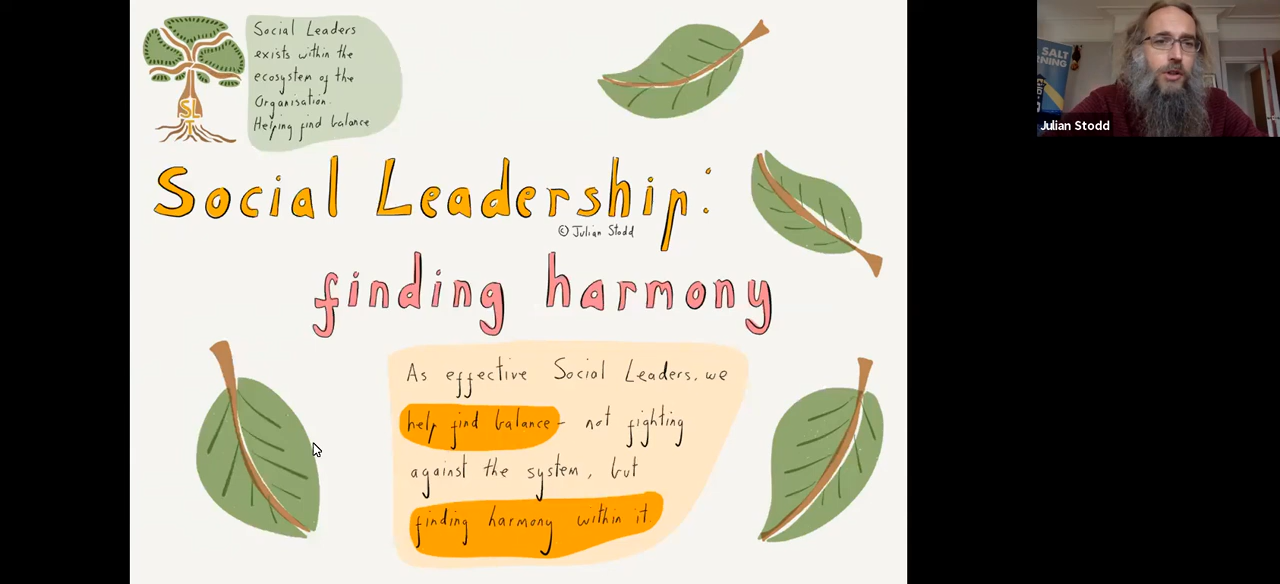 Social Leaders
exists within the
ecosystem of the
Organisation.
Helping find balance
SL
T
Social Leadership:
© Julian Stodd
finding harmony
As effective Social Leaders, we
help find balance - not fighting
against the system, but
finding harmony within it.
SALT
RNING
Julian Stodd